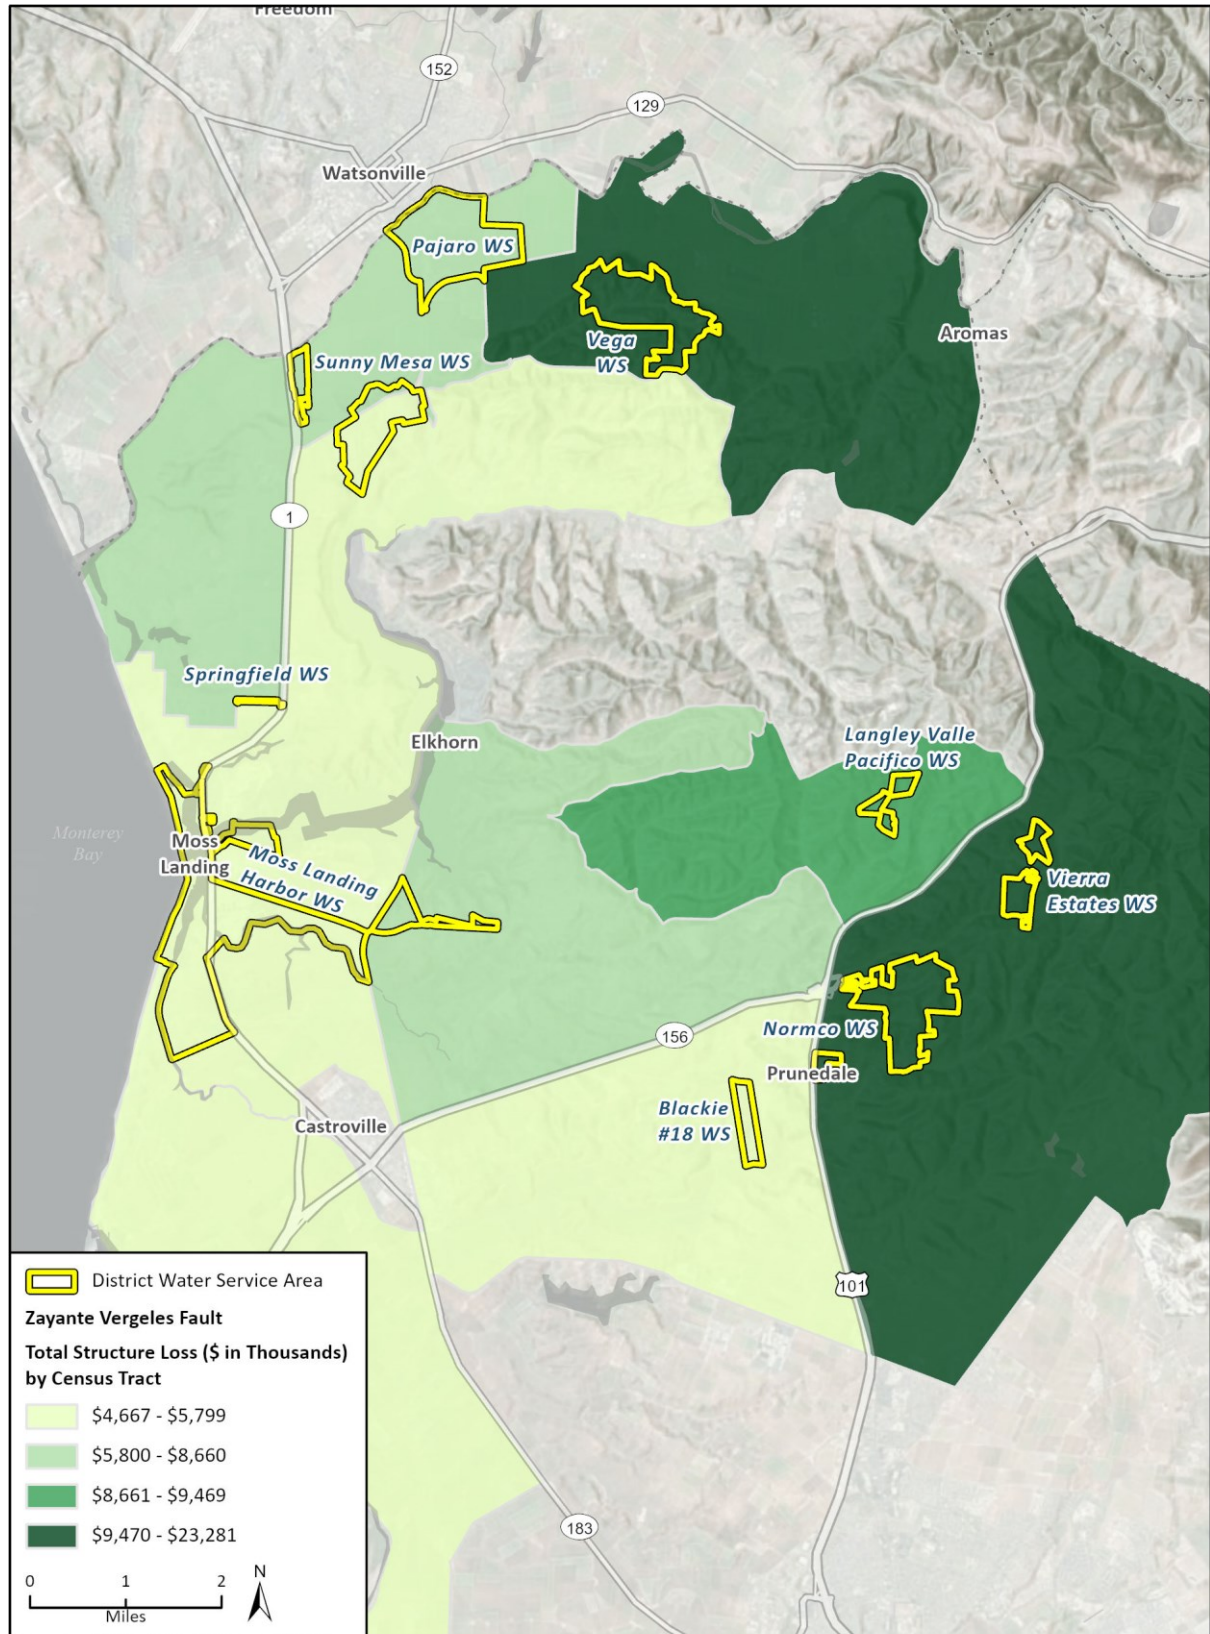 Freedom
152
129
Watsonville
Pajaro WS
Vega
WS
Aromas
Sunny Mesa WS
1
Springfield WS
Elkhorn
Langley Valle
Pacifico WS
Monterey
Bay
Moss
Landing
Moss Landing
Harbor WS
Vierra
Estates WS
Normco WS
156
Prunedale
Blackie
#18 WS
Castroville
101
183
District Water Service Area
Zayante Vergeles Fault
Total Structure Loss ($ in Thousands)
by Census Tract
$4,667 - $5,799
$5,800 - $8,660
$8,661 - $9,469
$9,470 - $23,281
0 1 2
Miles
N